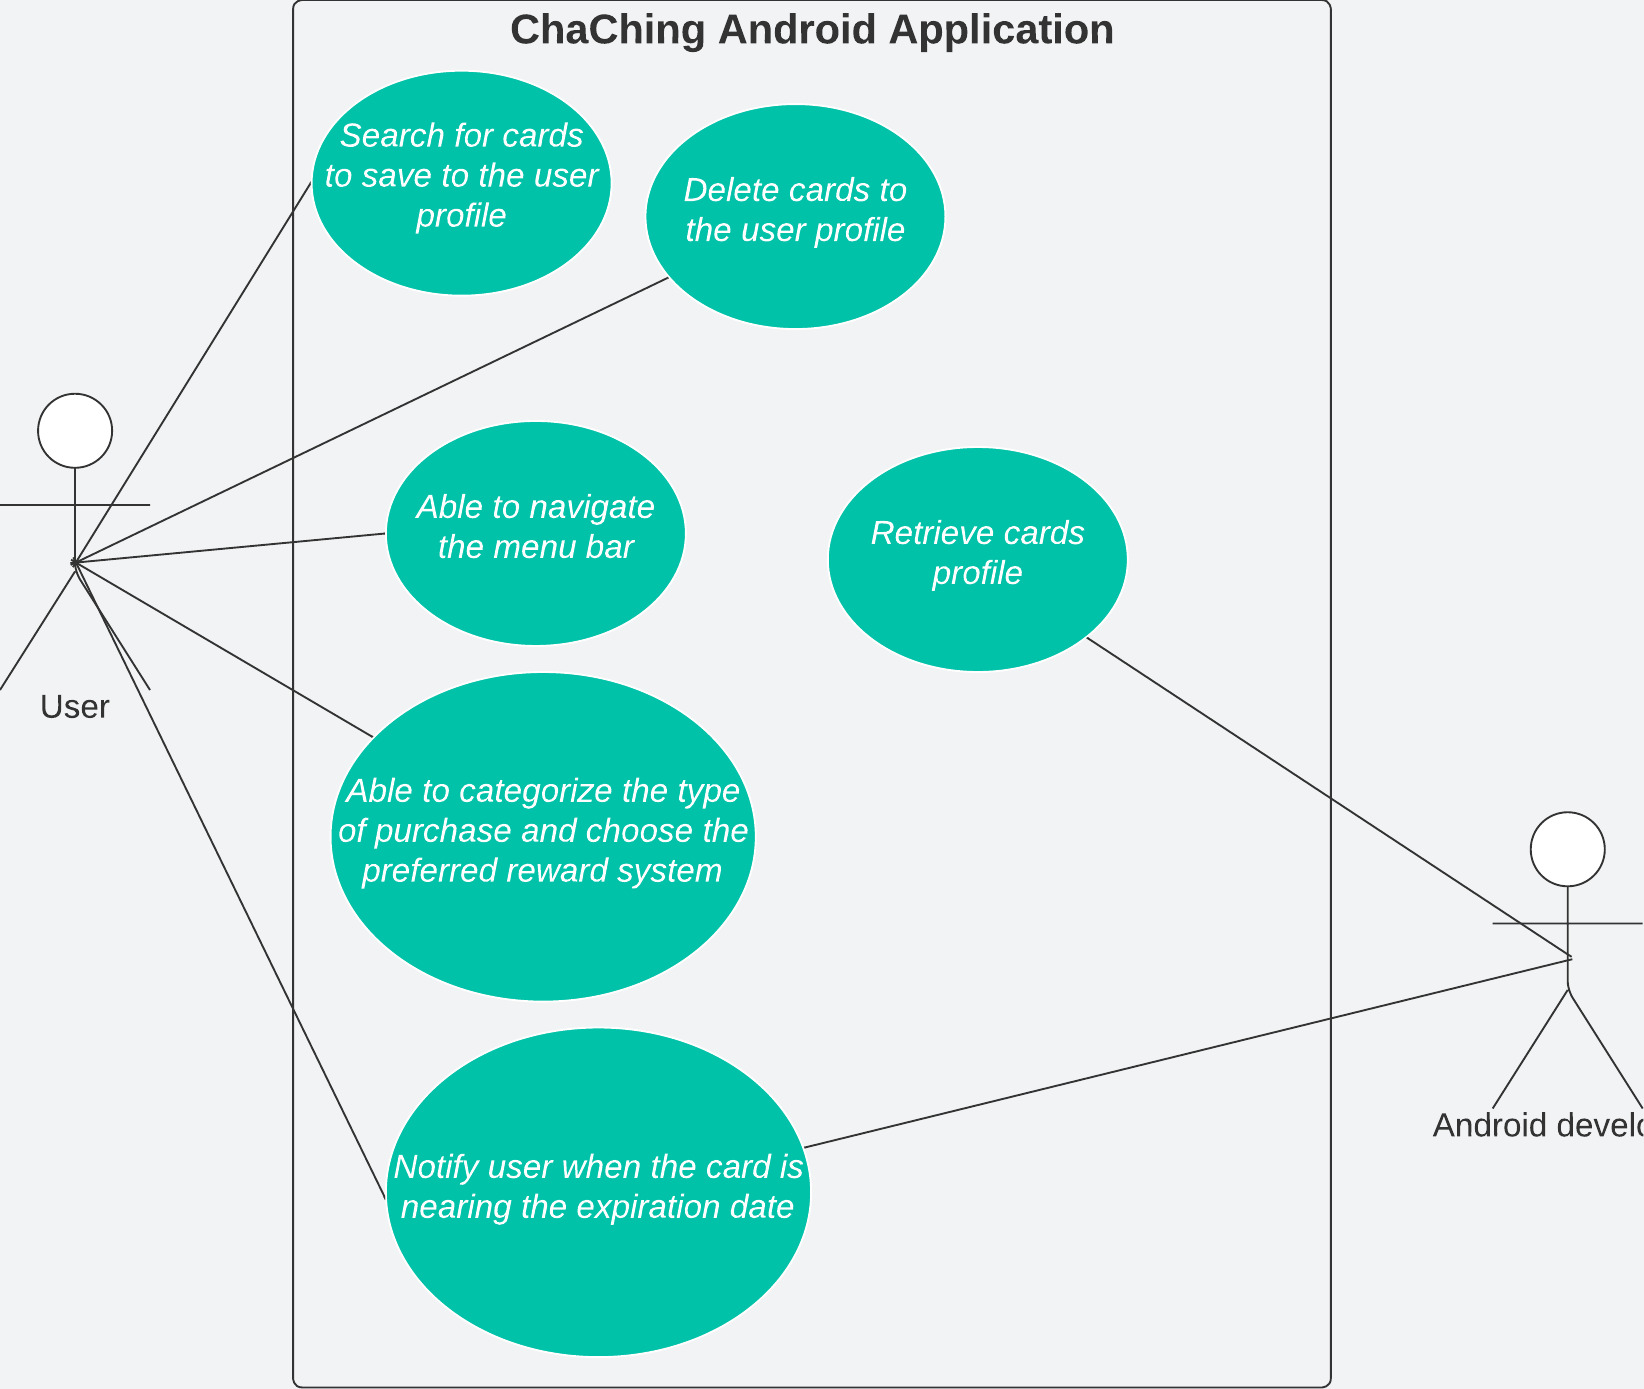 ChaChing Android Application
Search for cards
to save to the user
profile
Delete cards to
the user profile
Able to navigate
the menu bar
Retrieve cards
profile
User
Able to categorize the type
of purchase and choose the
preferred reward system
Android
Notify user when the card is
nearing the expiration date